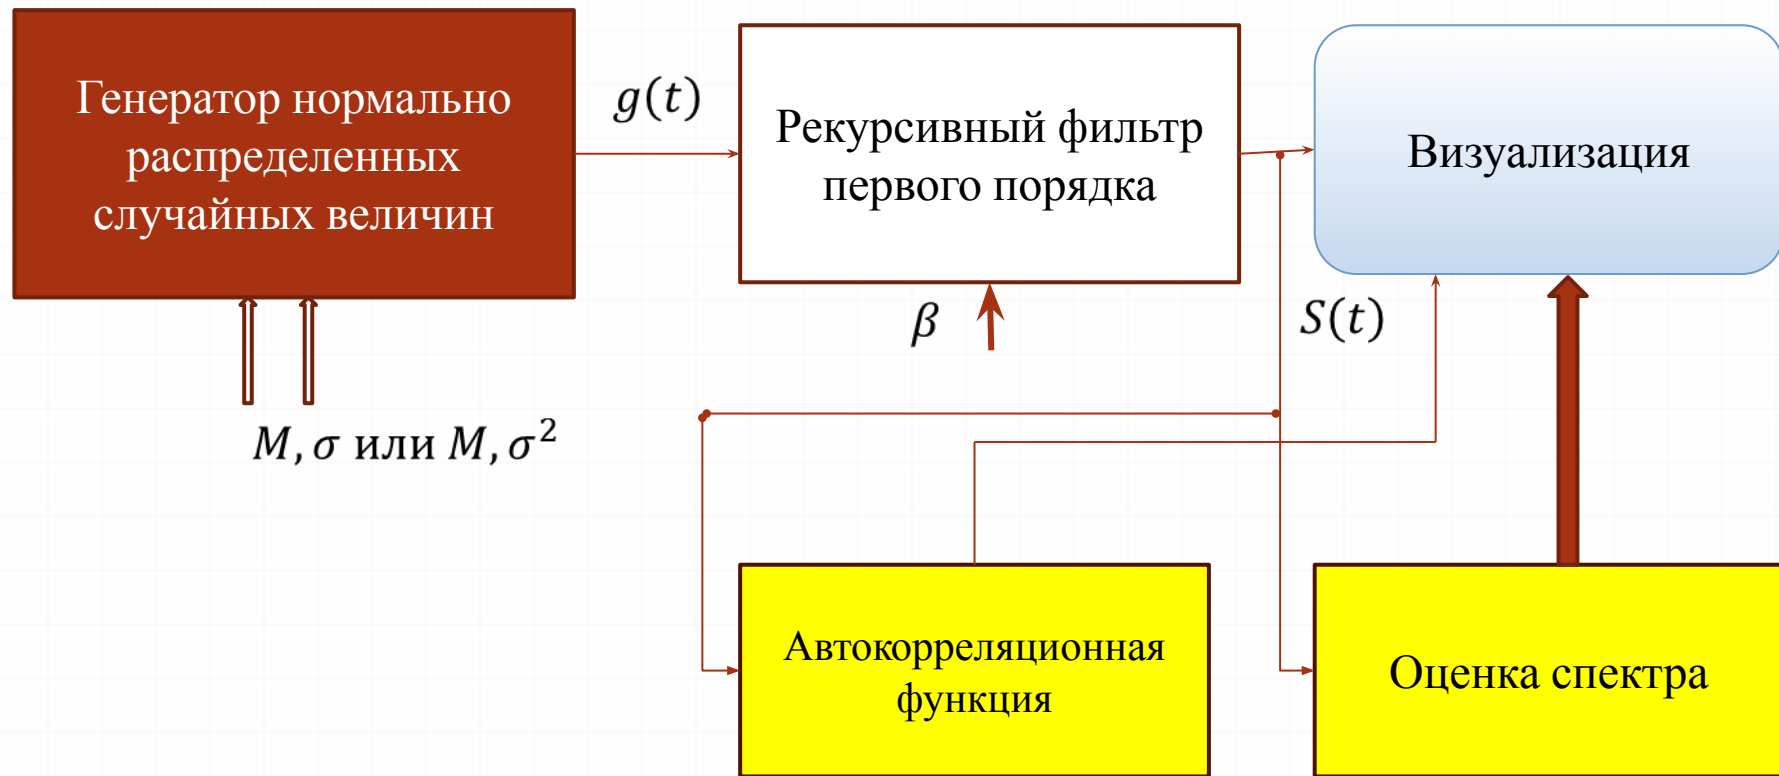 Генератор нормально
распределенных
случайных величин
g(t)
Рекурсивный фильтр
первого порядка
Визуализация
β
S(t)
M, σ или M, σ²
Автокорреляционная
функция
Оценка спектра